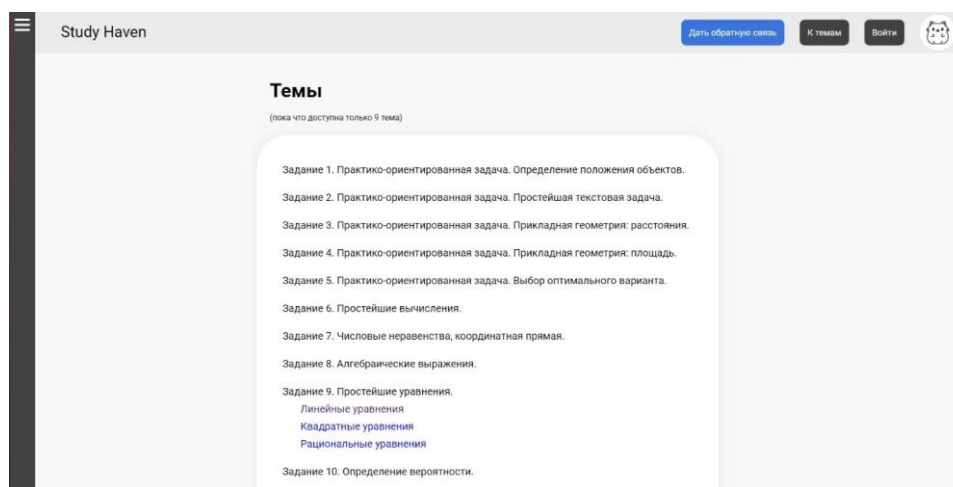 Study Haven
Дать обратную связь
К темам
Войти
Темы
(пока что доступна только 9 тема)
Задание 1. Практико-ориентированная задача. Определение положения объектов.
Задание 2. Практико-ориентированная задача. Простейшая текстовая задача.
Задание 3. Практико-ориентированная задача. Прикладная геометрия: расстояния.
Задание 4. Практико-ориентированная задача. Прикладная геометрия: площадь.
Задание 5. Практико-ориентированная задача. Выбор оптимального варианта.
Задание 6. Простейшие вычисления.
Задание 7. Числовые неравенства, координатная прямая.
Задание 8. Алгебраические выражения.
Задание 9. Простейшие уравнения.
Линейные уравнения
Квадратные уравнения
Рациональные уравнения
Задание 10. Определение вероятности.